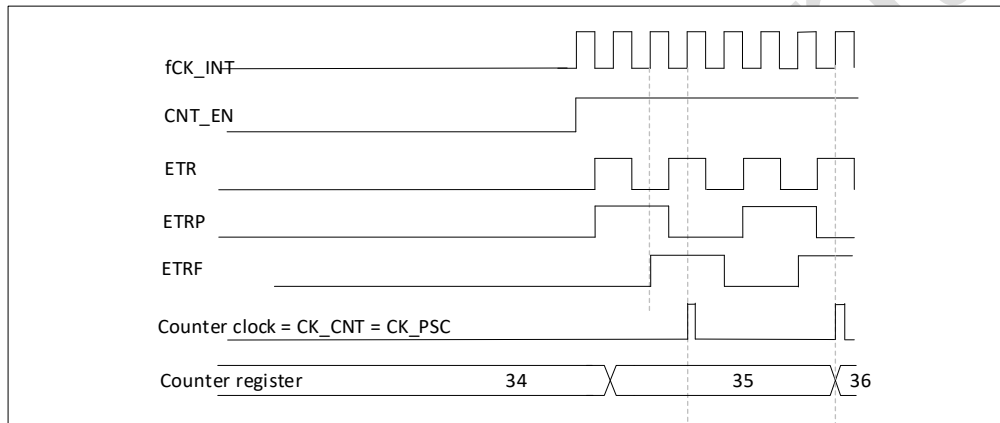 fCK_INT
CNT_EN
ETR
ETRP
ETRF
Counter clock = CK_CNT = CK_PSC
Counter register 34 35 36